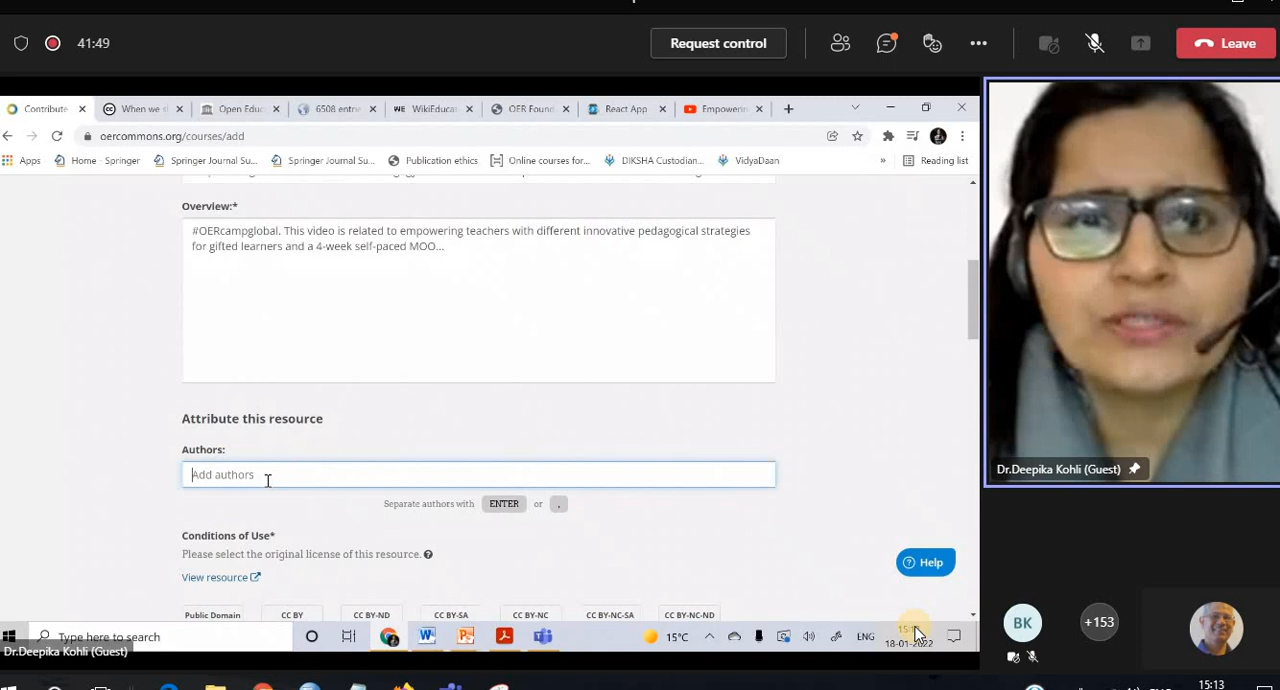 41:49
Request control
Leave
Contribute
When we s
Open Educ
6508 entrie
WikiEducat
OER Found
React App
Empowerin
oercommons.org/courses/add
Apps
Home - Springer
Springer Journal Su...
Springer Journal Su...
Publication ethics
Online courses for...
DIKSHA Custodian...
VidyaDaan
»
Reading list
Overview:*
#OERcampglobal. This video is related to empowering teachers with different innovative pedagogical strategies
for gifted learners and a 4-week self-paced MOO...
Attribute this resource
Authors:
Add authors
Separate authors with ENTER or ,
Conditions of Use*
Please select the original license of this resource.
View resource
Help
Public Domain
CC BY
CC BY-ND
CC BY-SA
CC BY-NC
CC BY-NC-SA
CC BY-NC-ND
Type here to search
15°C
ENG
18-01-2022
Dr.Deepika Kohli (Guest)
Dr.Deepika Kohli (Guest)
BK
+153
15:13